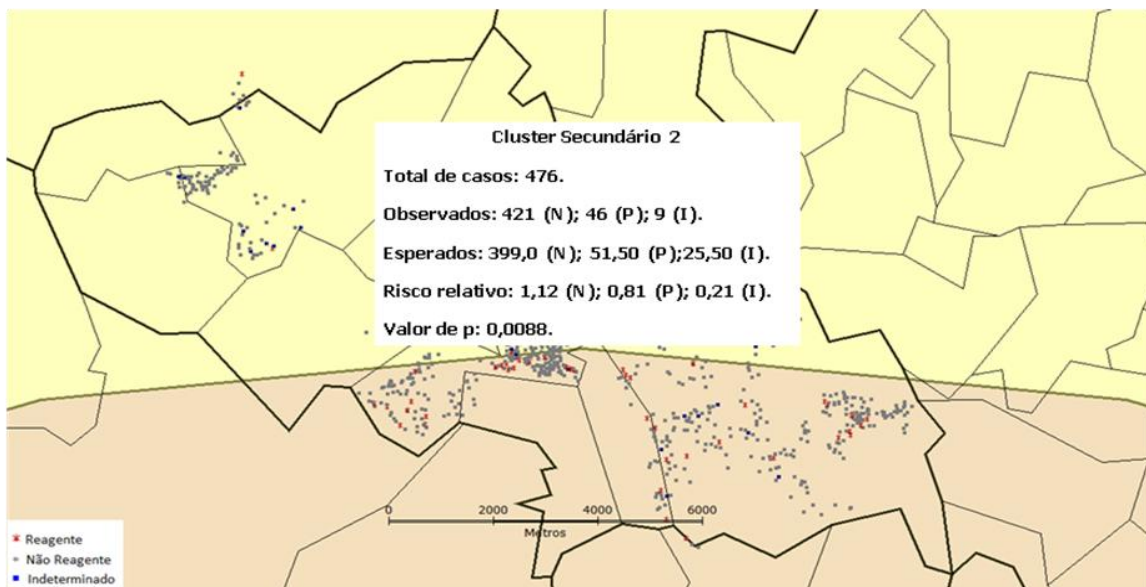 Cluster Secundário 2
Total de casos: 476.
Observados: 421 (N); 46 (P); 9 (I).
Esperados: 399,0 (N); 51,50 (P);25,50 (I).
Risco relativo: 1,12 (N); 0,81 (P); 0,21 (I).
Valor de p: 0,0088.
0 2000 4000 6000
Metros
Reagente
Não Reagente
Indeterminado